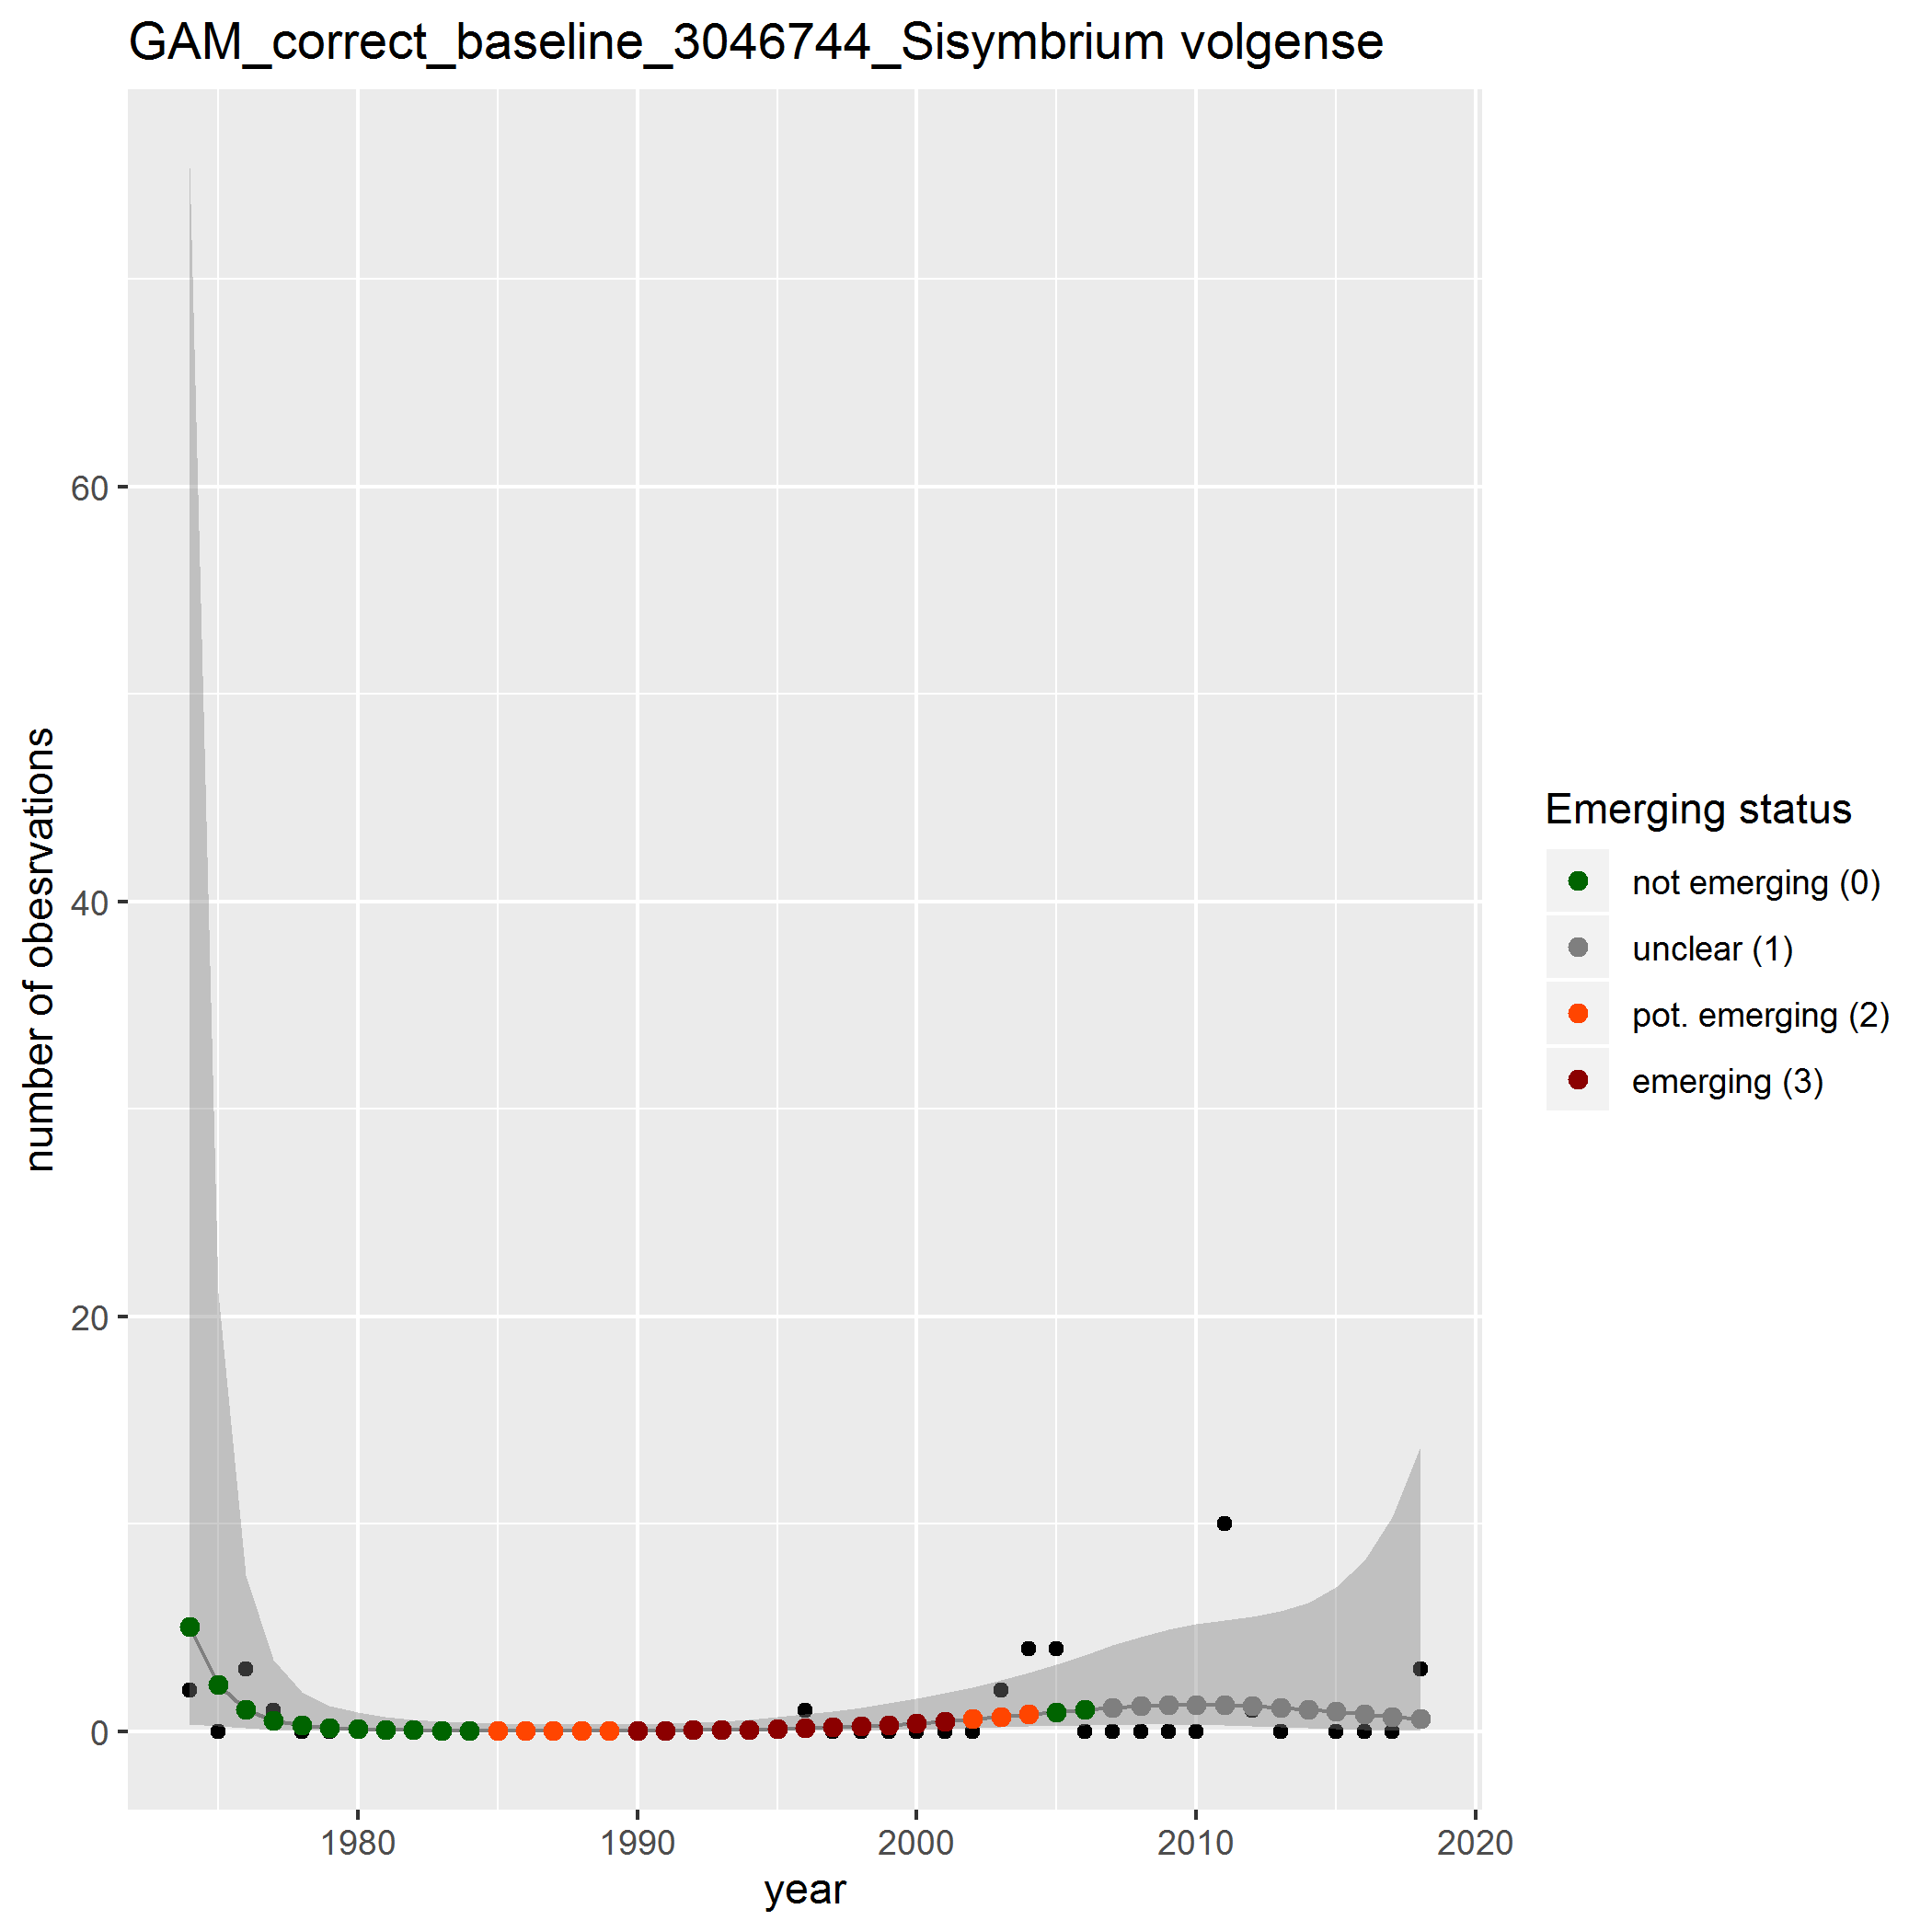 GAM_correct_baseline_3046744_Sisymbrium volgense
number of obesrvations
60
40
20
0
1980
1990
2000
2010
2020
year
Emerging status
not emerging (0)
unclear (1)
pot. emerging (2)
emerging (3)